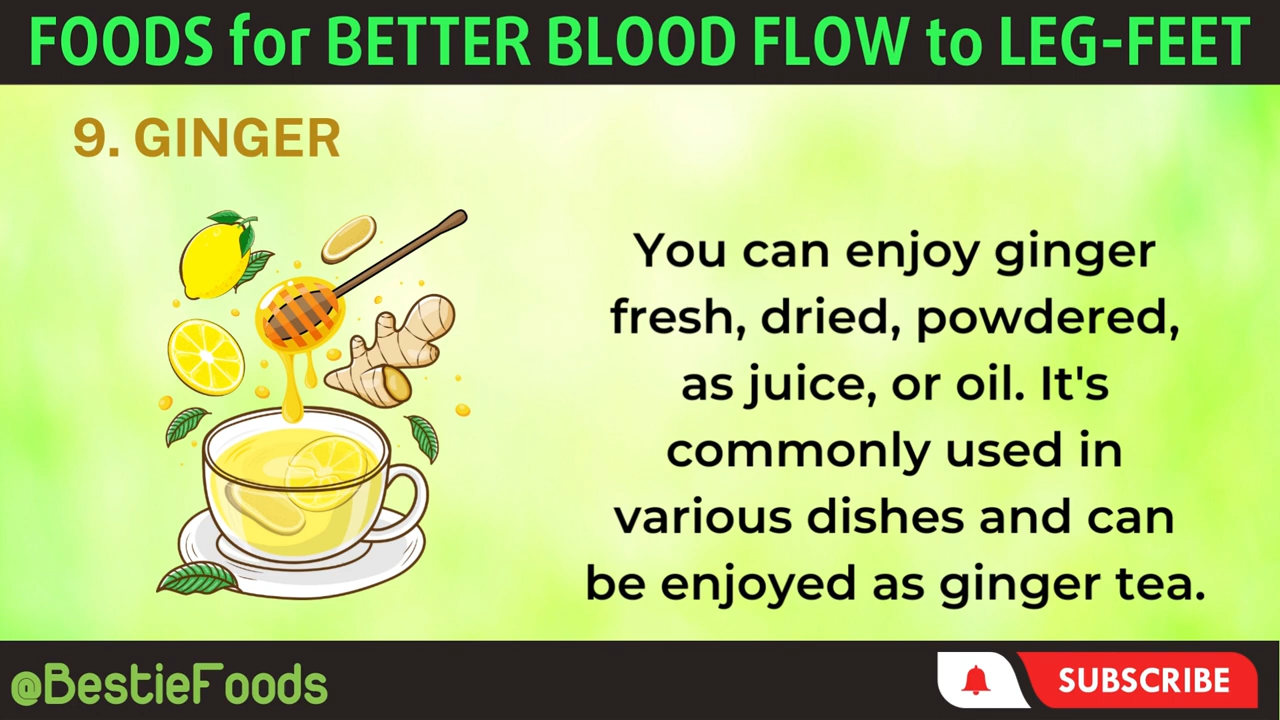 FOODS for BETTER BLOOD FLOW to LEG-FEET
9. GINGER
You can enjoy ginger
fresh, dried, powdered,
as juice, or oil. It's
commonly used in
various dishes and can
be enjoyed as ginger tea.
@BestieFoods
SUBSCRIBE